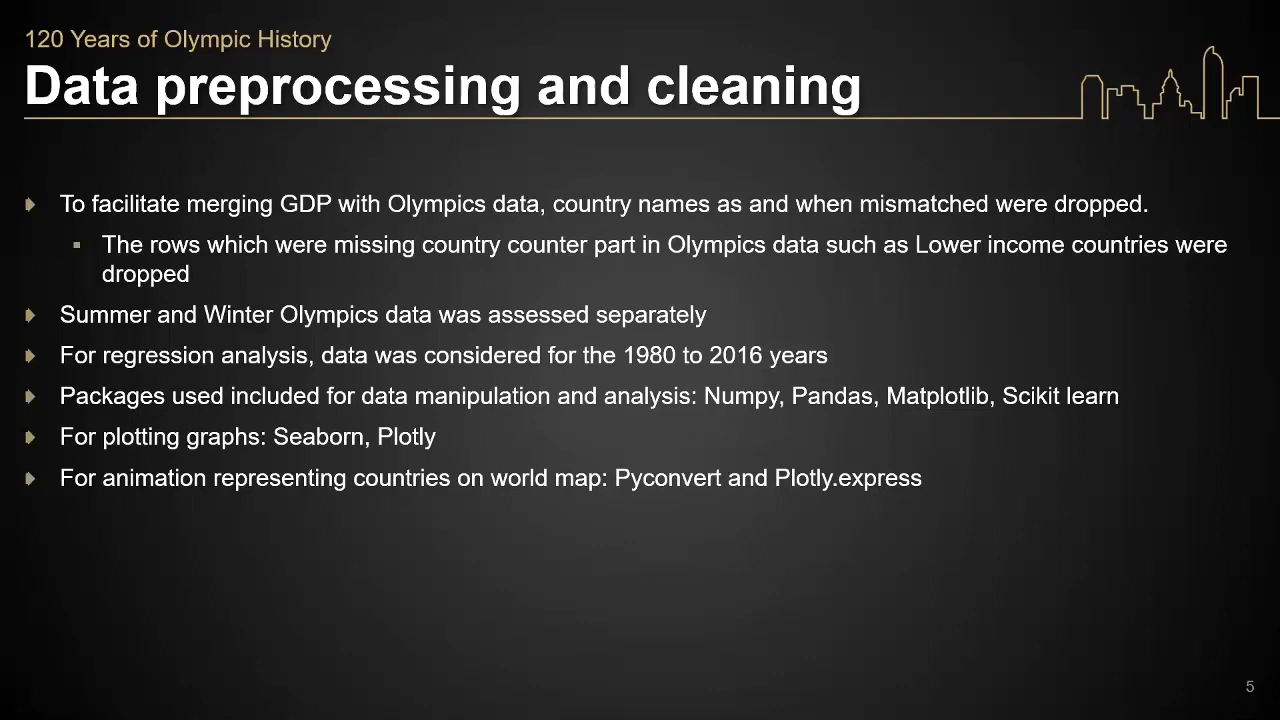 120 Years of Olympic History
Data preprocessing and cleaning
To facilitate merging GDP with Olympics data, country names as and when mismatched were dropped.
The rows which were missing country counter part in Olympics data such as Lower income countries were
dropped
Summer and Winter Olympics data was assessed separately
For regression analysis, data was considered for the 1980 to 2016 years
Packages used included for data manipulation and analysis: Numpy, Pandas, Matplotlib, Scikit learn
For plotting graphs: Seaborn, Plotly
For animation representing countries on world map: Pyconvert and Plotly.express
5